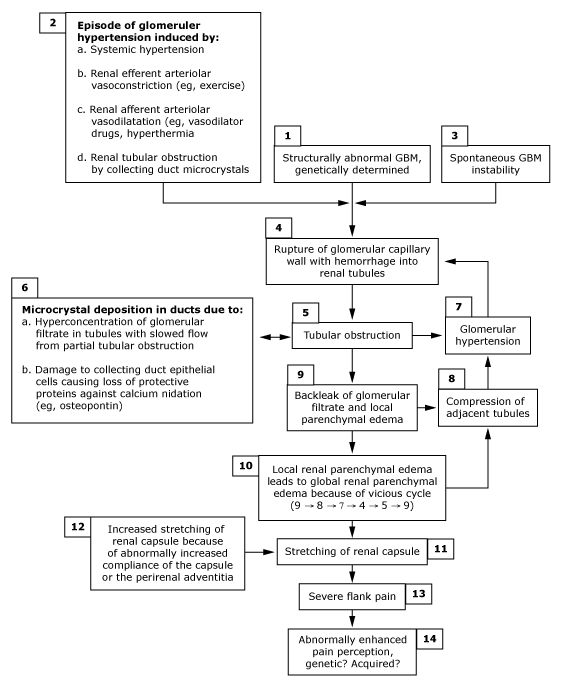 2
Episode of glomeruler
hypertension induced by:
a. Systemic hypertension
b. Renal efferent arteriolar
vasoconstriction (eg, exercise)
c. Renal afferent arteriolar
vasodilatation (eg, vasodilator
drugs, hyperthermia
d. Renal tubular obstruction
by collecting duct microcrystals
1
Structurally abnormal GBM,
genetically determined
3
Spontaneous GBM
instability
4
Rupture of glomerular capillary
wall with hemorrhage into
renal tubules
6
Microcrystal deposition in ducts due to:
a. Hyperconcentration of glomerular
filtrate in tubules with slowed flow
from partial tubular obstruction
b. Damage to collecting duct epithelial
cells causing loss of protective
proteins against calcium nidation
(eg, osteopontin)
5
Tubular obstruction
7
Glomerular
hypertension
9
Backleak of glomerular
filtrate and local
parenchymal edema
8
Compression of
adjacent tubules
10
Local renal parenchymal edema
leads to global renal parenchymal
edema because of vicious cycle
(9 → 8 → 7 → 4 → 5 → 9)
12
Increased stretching of
renal capsule because
of abnormally increased
compliance of the capsule
or the perirenal adventitia
11
Stretching of renal capsule
13
Severe flank pain
14
Abnormally enhanced
pain perception,
genetic? Acquired?